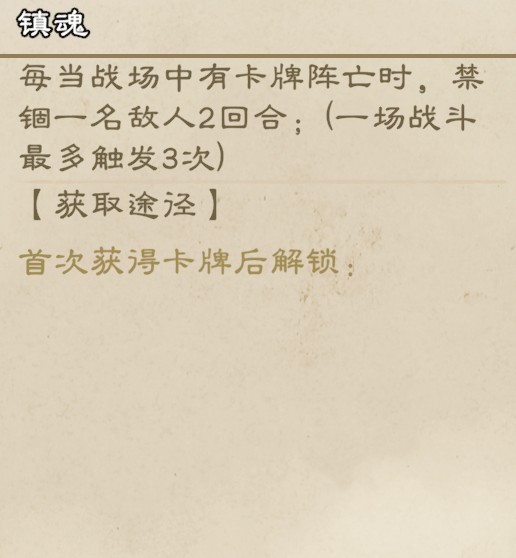 镇魂
每当战场中有卡牌阵亡时，禁
锢一名敌人2回合；(一场战斗
最多触发3次)
【获取途径】
首次获得卡牌后解锁；